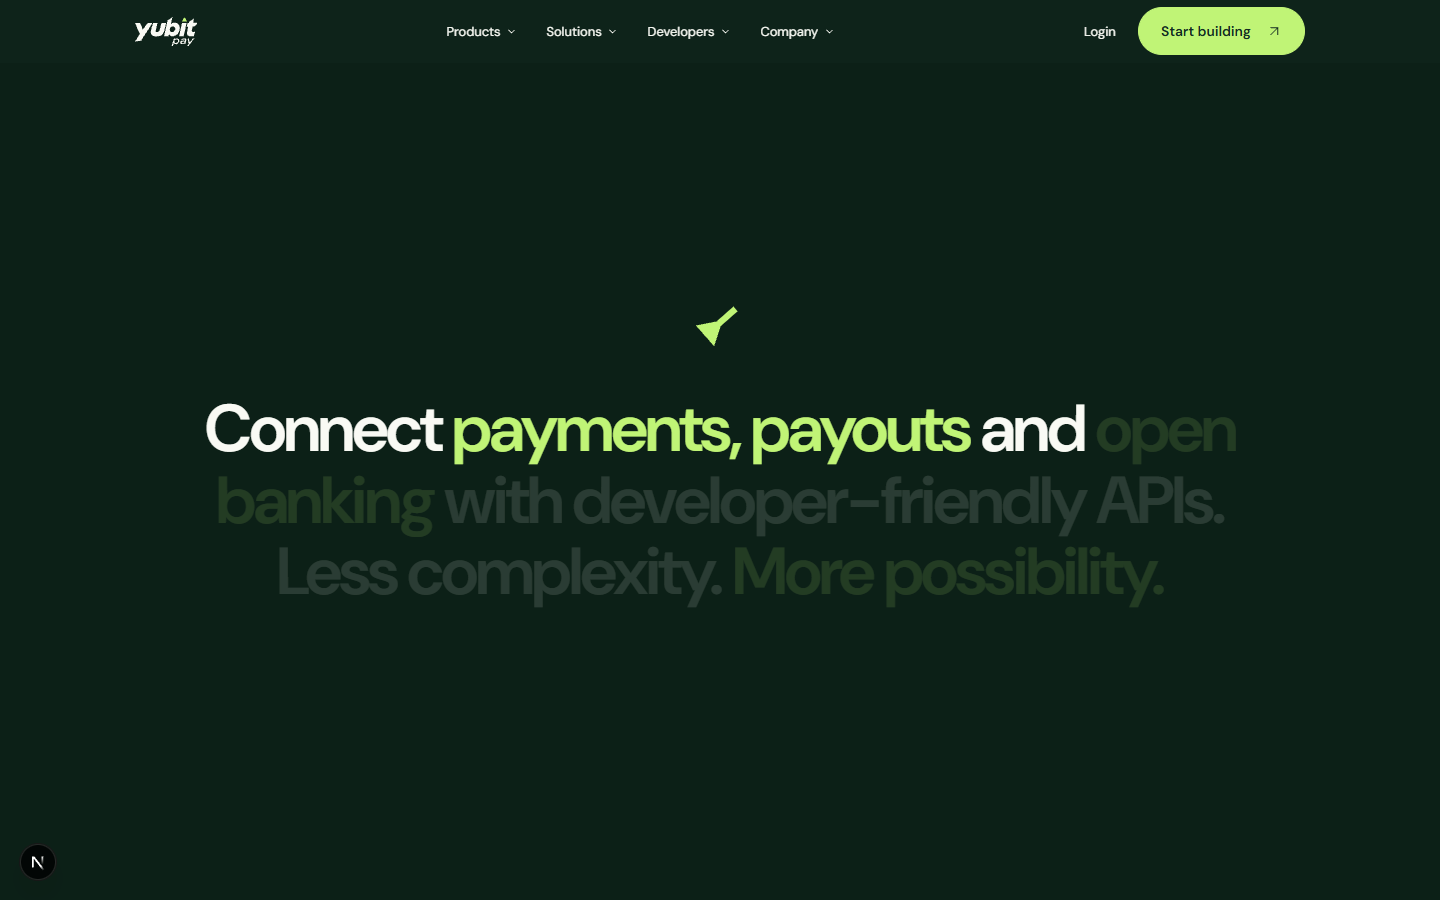 yubit
pay
Products
Solutions
Developers
Company
Login
Start building
Connect payments, payouts and open
banking with developer-friendly APIs.
Less complexity. More possibility.
N